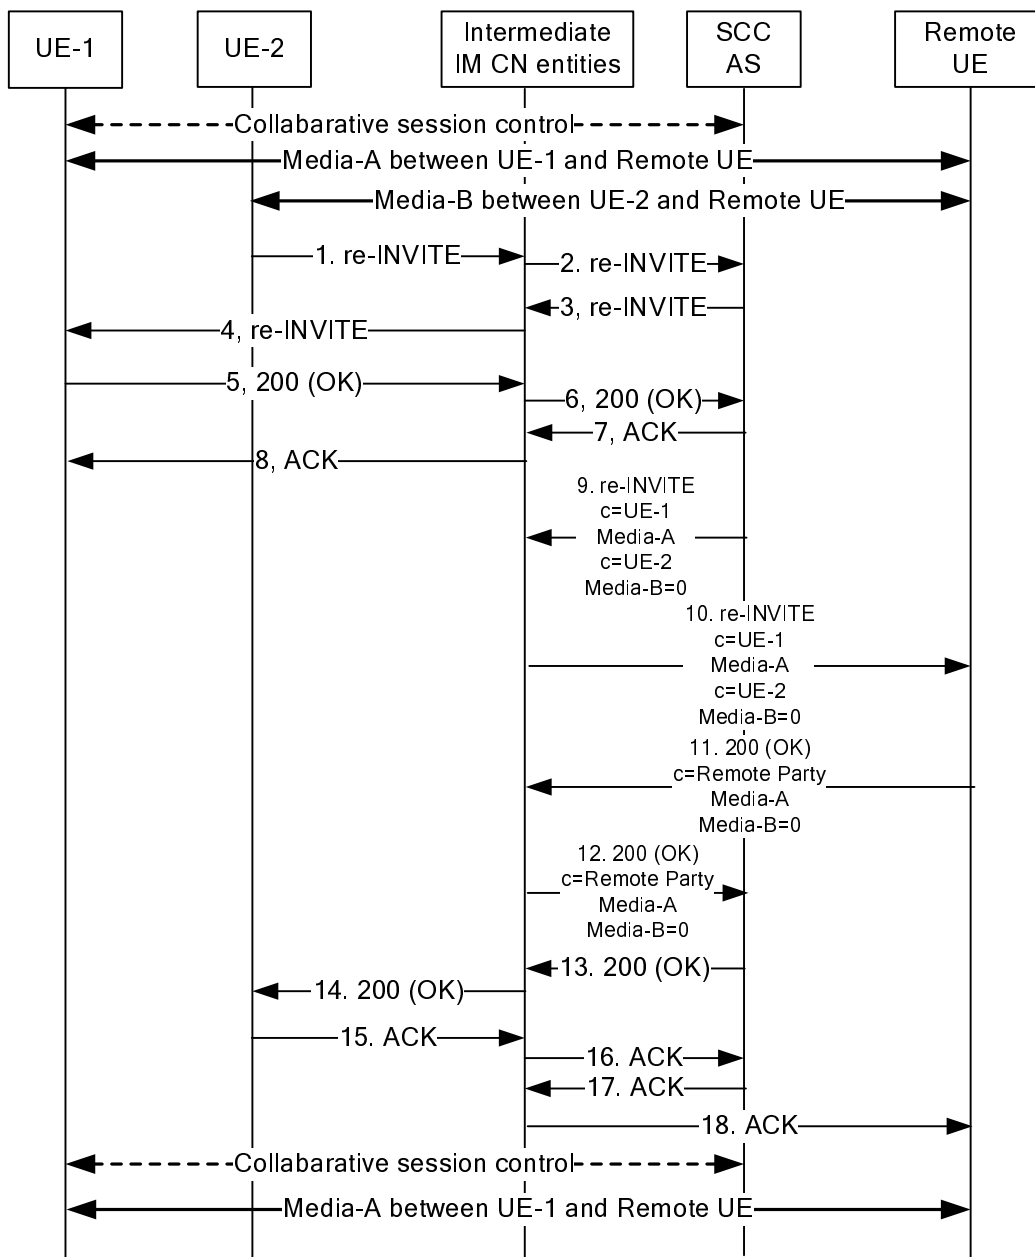 UE-1
UE-2
Intermediate
IM CN entities
SCC
AS
Remote
UE
Collabarative session control
Media-A between UE-1 and Remote UE
Media-B between UE-2 and Remote UE
1. re-INVITE
2. re-INVITE
3, re-INVITE
4, re-INVITE
5, 200 (OK)
6, 200 (OK)
7, ACK
8, ACK
9. re-INVITE
c=UE-1
Media-A
c=UE-2
Media-B=0
10. re-INVITE
c=UE-1
Media-A
c=UE-2
Media-B=0
11. 200 (OK)
c=Remote Party
Media-A
Media-B=0
12. 200 (OK)
c=Remote Party
Media-A
Media-B=0
13. 200 (OK)
14. 200 (OK)
15. ACK
16. ACK
17. ACK
18. ACK
Collabarative session control
Media-A between UE-1 and Remote UE